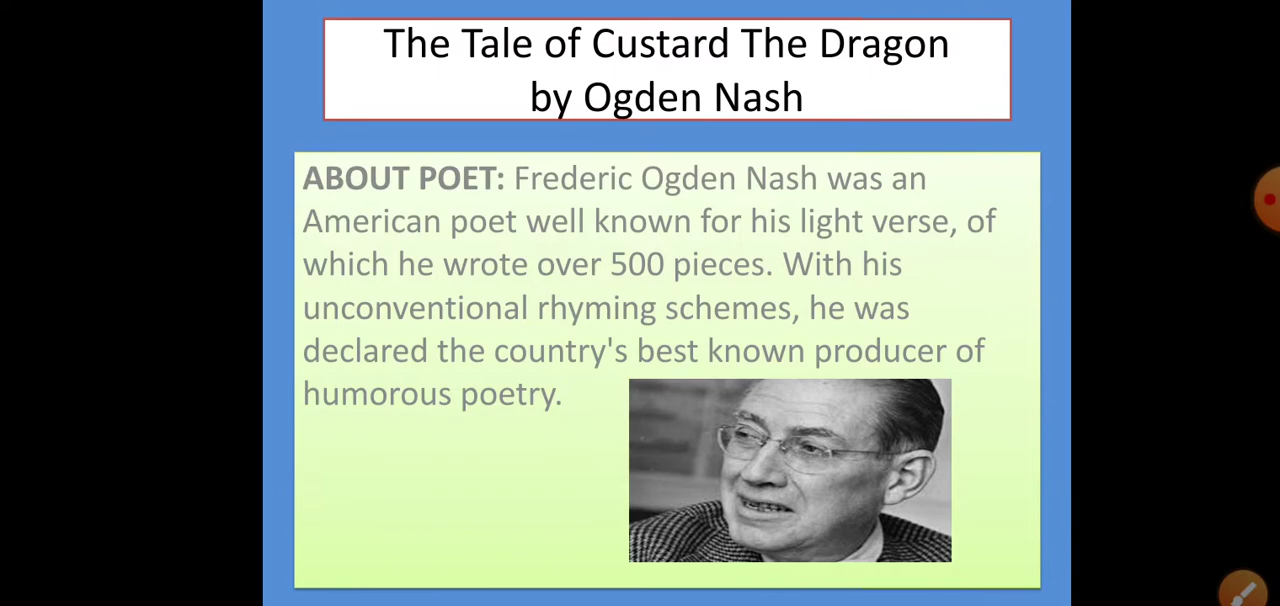 The Tale of Custard The Dragon
by Ogden Nash
ABOUT POET: Frederic Ogden Nash was an
American poet well known for his light verse, of
which he wrote over 500 pieces. With his
unconventional rhyming schemes, he was
declared the country's best known producer of
humorous poetry.